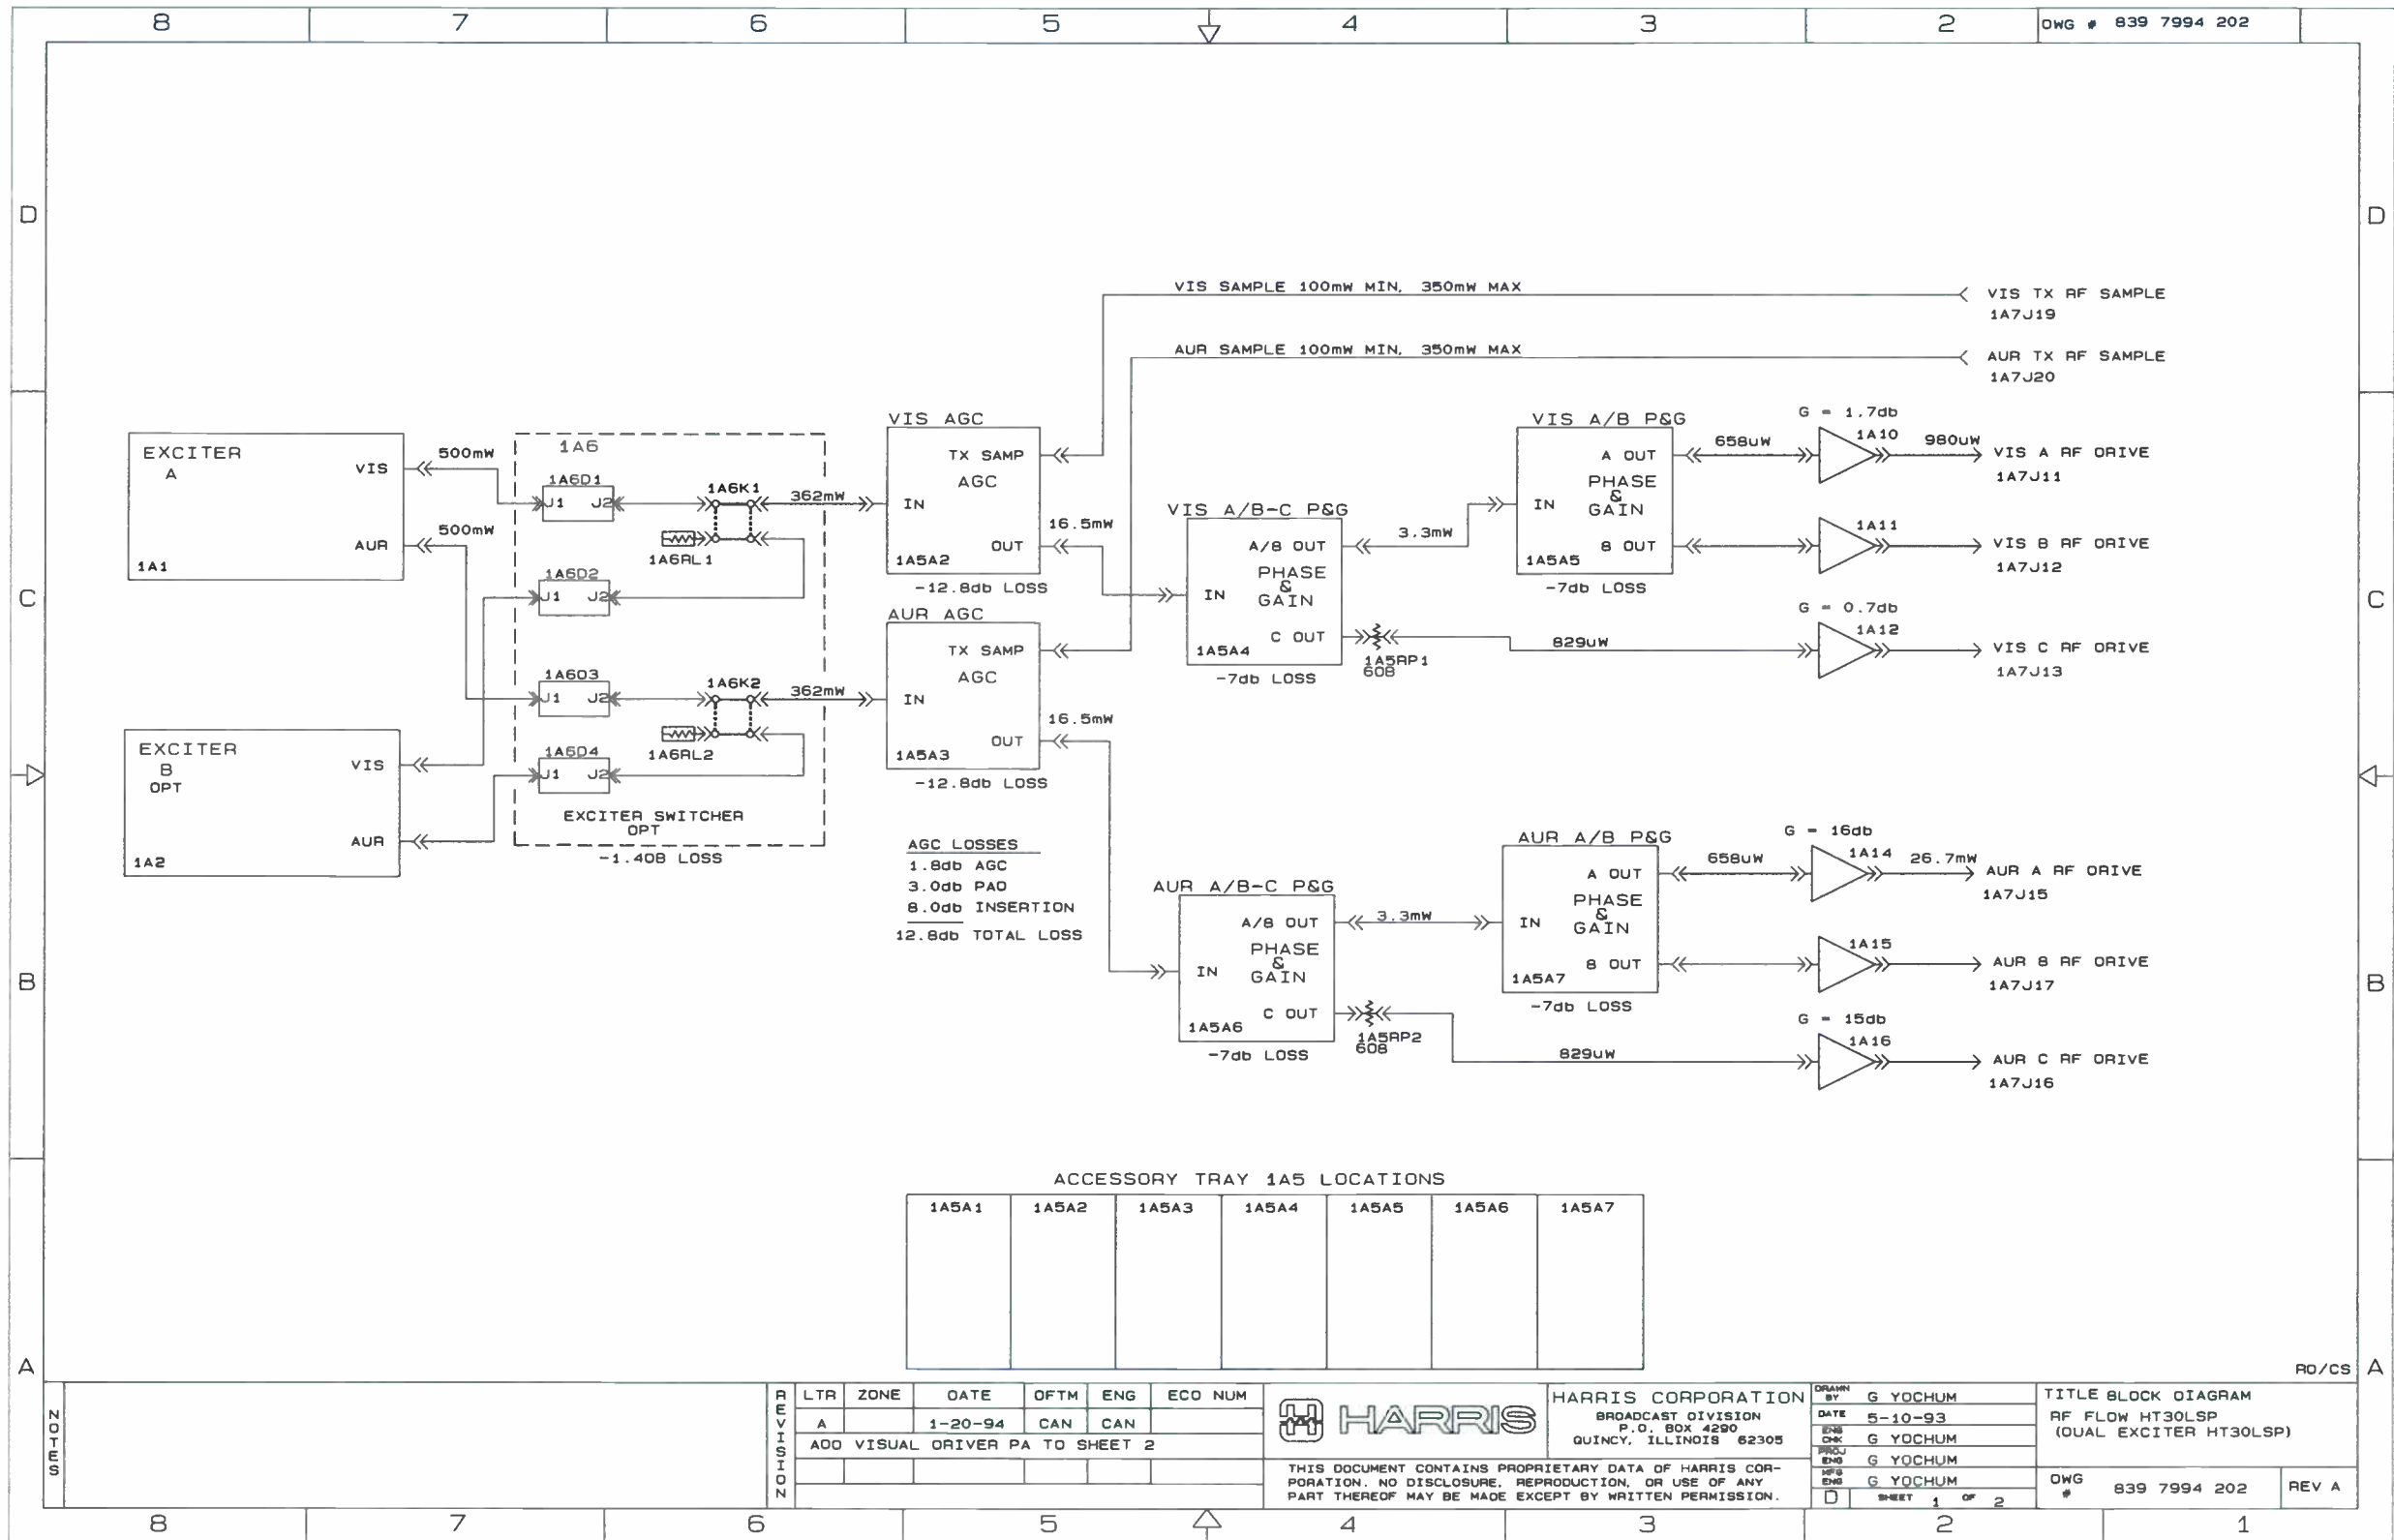 8 7 6 5 4 3 2
DWG # 839 7994 202
D
D
VIS SAMPLE 100mW MIN, 350mW MAX
VIS TX RF SAMPLE
1A7J19
AUR SAMPLE 100mW MIN, 350mW MAX
AUR TX RF SAMPLE
1A7J20
EXCITER
A
VIS
AUR
1A1
500mW
500mW
1A6
1A6D1
J1 J2
1A6K1
1A6RL1
1A6D2
J1 J2
1A6D3
J1 J2
1A6K2
1A6RL2
1A6D4
J1 J2
EXCITER SWITCHER
OPT
-1.4DB LOSS
362mW
362mW
EXCITER
B
OPT
VIS
AUR
1A2
VIS AGC
TX SAMP
AGC
IN
OUT
1A5A2
-12.8db LOSS
16.5mW
AUR AGC
TX SAMP
AGC
IN
OUT
1A5A3
-12.8db LOSS
16.5mW
AGC LOSSES
1.8db AGC
3.0db PAD
8.0db INSERTION
12.8db TOTAL LOSS
VIS A/B-C P&G
A/B OUT
PHASE
&
GAIN
IN
C OUT
1A5A4
-7db LOSS
3.3mW
1A5RP1
6DB
829uW
VIS A/B P&G
A OUT
PHASE
&
GAIN
IN
B OUT
1A5A5
-7db LOSS
658uW
G = 1.7db
1A10
980uW
VIS A RF DRIVE
1A7J11
1A11
VIS B RF DRIVE
1A7J12
G = 0.7db
1A12
VIS C RF DRIVE
1A7J13
C
C
AUR A/B-C P&G
A/B OUT
PHASE
&
GAIN
IN
C OUT
1A5A6
-7db LOSS
3.3mW
1A5RP2
6DB
829uW
AUR A/B P&G
A OUT
PHASE
&
GAIN
IN
B OUT
1A5A7
-7db LOSS
658uW
G = 16db
1A14
26.7mW
AUR A RF DRIVE
1A7J15
1A15
AUR B RF DRIVE
1A7J17
G = 15db
1A16
AUR C RF DRIVE
1A7J16
B
B
ACCESSORY TRAY 1A5 LOCATIONS
1A5A1 1A5A2 1A5A3 1A5A4 1A5A5 1A5A6 1A5A7
A
A
RO/CS
NOTES
REVISION
LTR ZONE DATE DFTM ENG ECO NUM
A 1-20-94 CAN CAN
ADD VISUAL DRIVER PA TO SHEET 2
HARRIS
HARRIS CORPORATION
BROADCAST DIVISION
P.O. BOX 4290
QUINCY, ILLINOIS 62305
THIS DOCUMENT CONTAINS PROPRIETARY DATA OF HARRIS COR-
PORATION. NO DISCLOSURE, REPRODUCTION, OR USE OF ANY
PART THEREOF MAY BE MADE EXCEPT BY WRITTEN PERMISSION.
DRAWN BY G YOCHUM
DATE 5-10-93
ENG CHK G YOCHUM
PROJ ENG G YOCHUM
MFG ENG G YOCHUM
D SHEET 1 OF 2
TITLE BLOCK DIAGRAM
RF FLOW HT30LSP
(DUAL EXCITER HT30LSP)
DWG # 839 7994 202
REV A
8 7 6 5 4 3 2 1